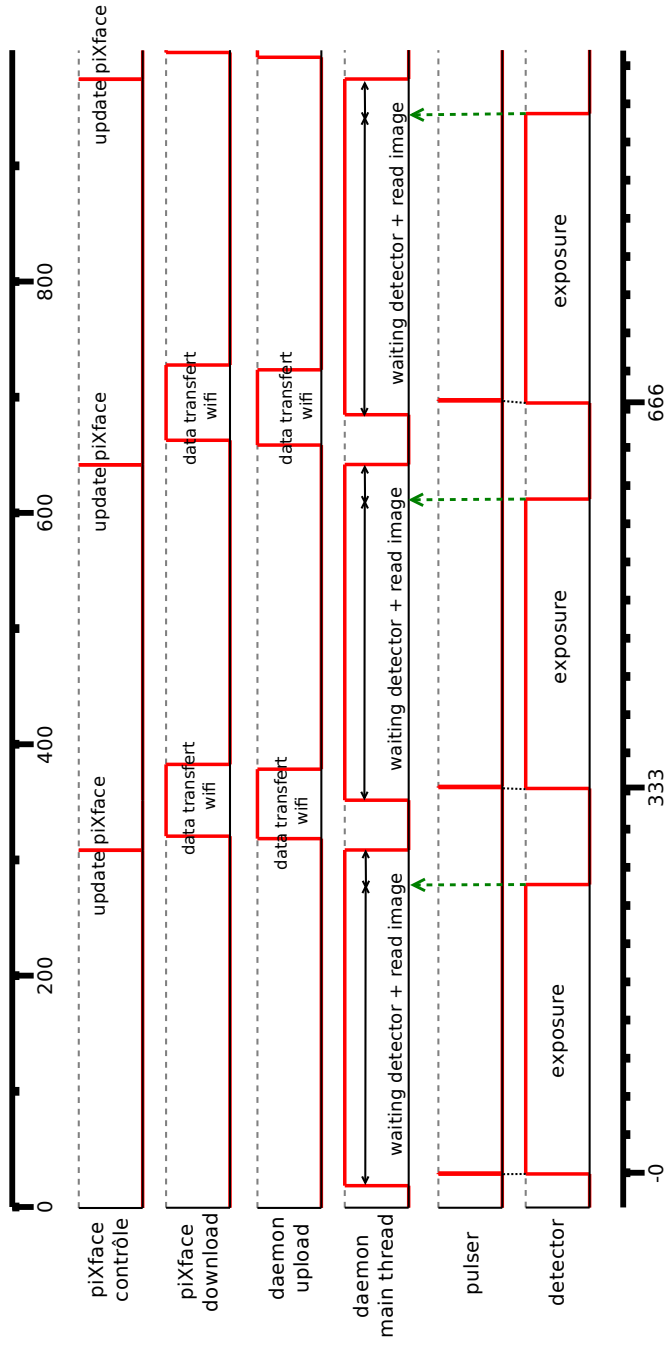 0 200 400 600 800
piXface
contrôle
update piXface
update piXface
update piXface
piXface
download
data transfert
wifi
data transfert
wifi
daemon
upload
data transfert
wifi
data transfert
wifi
daemon
main thread
waiting detector + read image
waiting detector + read image
waiting detector + read image
pulser
detector
exposure
exposure
exposure
-0 333 666